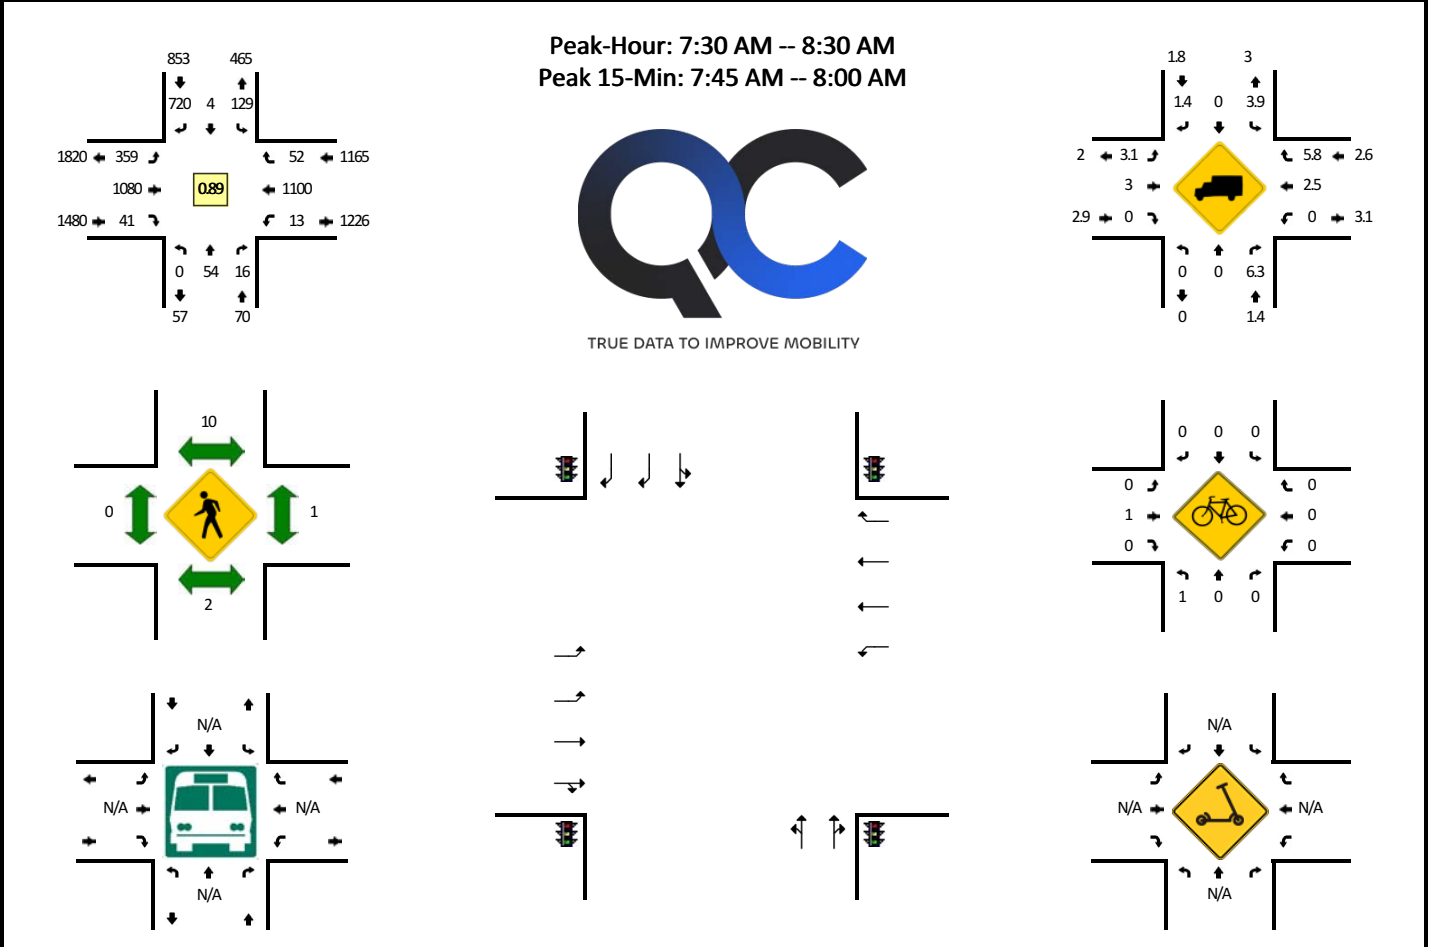 Peak-Hour: 7:30 AM -- 8:30 AM
Peak 15-Min: 7:45 AM -- 8:00 AM
853 465
720 4 129
1820 359 52 1165
1080 0.89 1100
1480 41 13 1226
0 54 16
57 70
QC
TRUE DATA TO IMPROVE MOBILITY
1.8 3
1.4 0 3.9
2 3.1 5.8 2.6
3 2.5
2.9 0 0 3.1
0 0 6.3
0 1.4
10
0 1
2
0 0 0
0 0
1 0
0 0
1 0 0
N/A
N/A N/A
N/A
N/A
N/A N/A
N/A